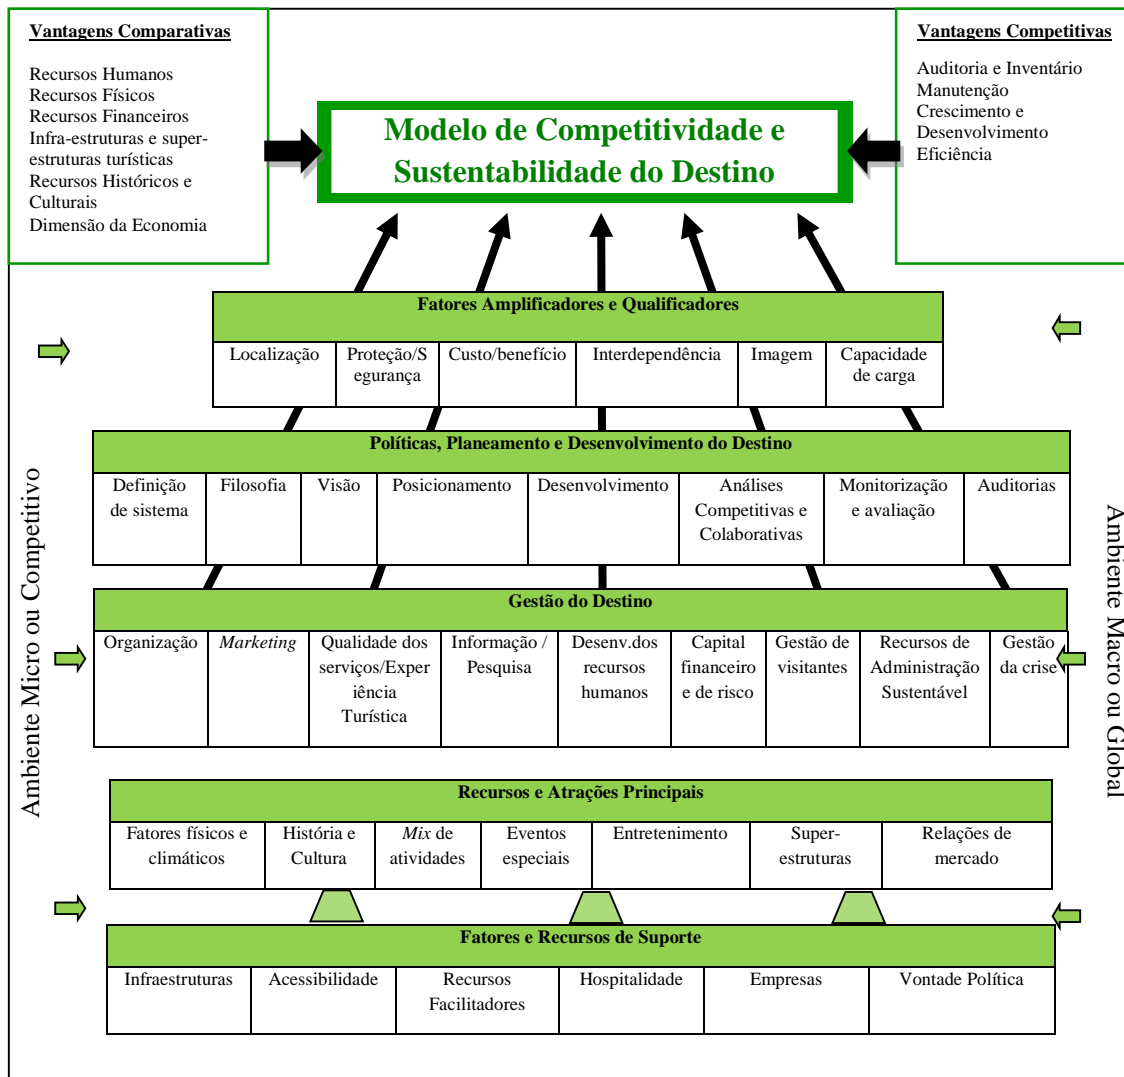 Vantagens Comparativas
Recursos Humanos
Recursos Físicos
Recursos Financeiros
Infra-estruturas e super-
estruturas turísticas
Recursos Históricos e
Culturais
Dimensão da Economia
Modelo de Competitividade e
Sustentabilidade do Destino
Vantagens Competitivas
Auditoria e Inventário
Manutenção
Crescimento e
Desenvolvimento
Eficiência
Fatores Amplificadores e Qualificadores
Localização
Proteção/S
egurança
Custo/benefício
Interdependência
Imagem
Capacidade
de carga
Políticas, Planeamento e Desenvolvimento do Destino
Definição
de sistema
Filosofia
Visão
Posicionamento
Desenvolvimento
Análises
Competitivas e
Colaborativas
Monitorização
e avaliação
Auditorias
Gestão do Destino
Organização
Marketing
Qualidade dos
serviços/Exper
iência
Turística
Informação /
Pesquisa
Desenv.dos
recursos
humanos
Capital
financeiro
e de risco
Gestão de
visitantes
Recursos de
Administração
Sustentável
Gestão
da crise
Recursos e Atrações Principais
Fatores físicos e
climáticos
História e
Cultura
Mix de
atividades
Eventos
especiais
Entretenimento
Super-
estruturas
Relações de
mercado
Fatores e Recursos de Suporte
Infraestruturas
Acessibilidade
Recursos
Facilitadores
Hospitalidade
Empresas
Vontade Política
Ambiente Micro ou Competitivo
Ambiente Macro ou Global